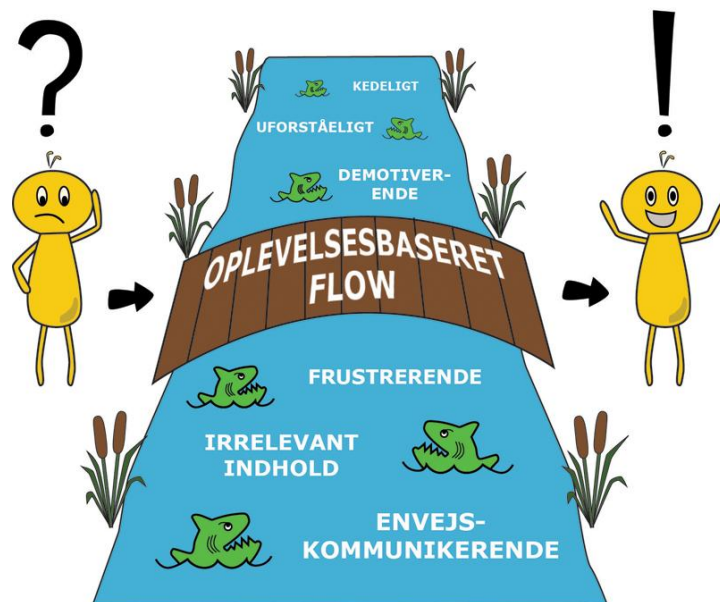 ?
!
KEDELIGT
UFORSTÅELIGT
DEMOTIVER-
ENDE
OPLEVELSESBASERET
FLOW
FRUSTRERENDE
IRRELEVANT
INDHOLD
ENVEJS-
KOMMUNIKERENDE